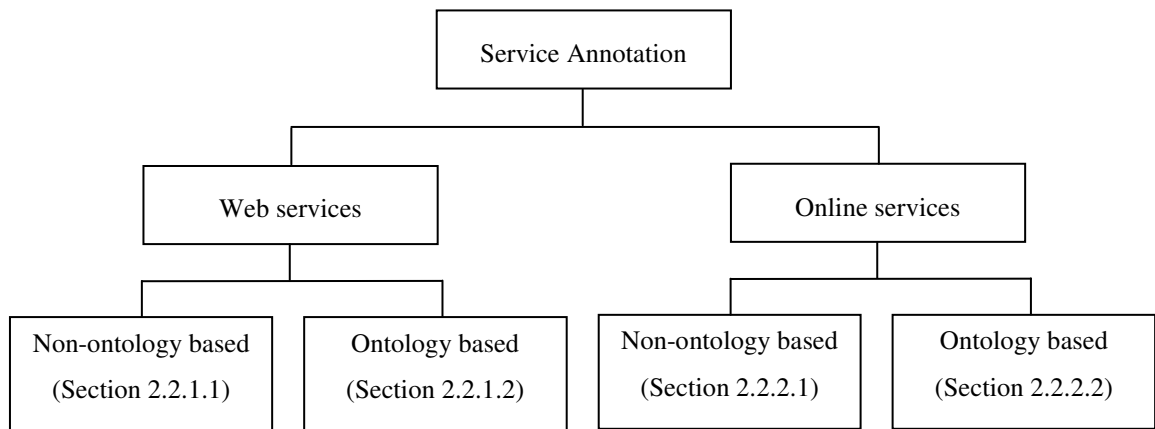 Service Annotation
Web services
Online services
Non-ontology based
(Section 2.2.1.1)
Ontology based
(Section 2.2.1.2)
Non-ontology based
(Section 2.2.2.1)
Ontology based
(Section 2.2.2.2)